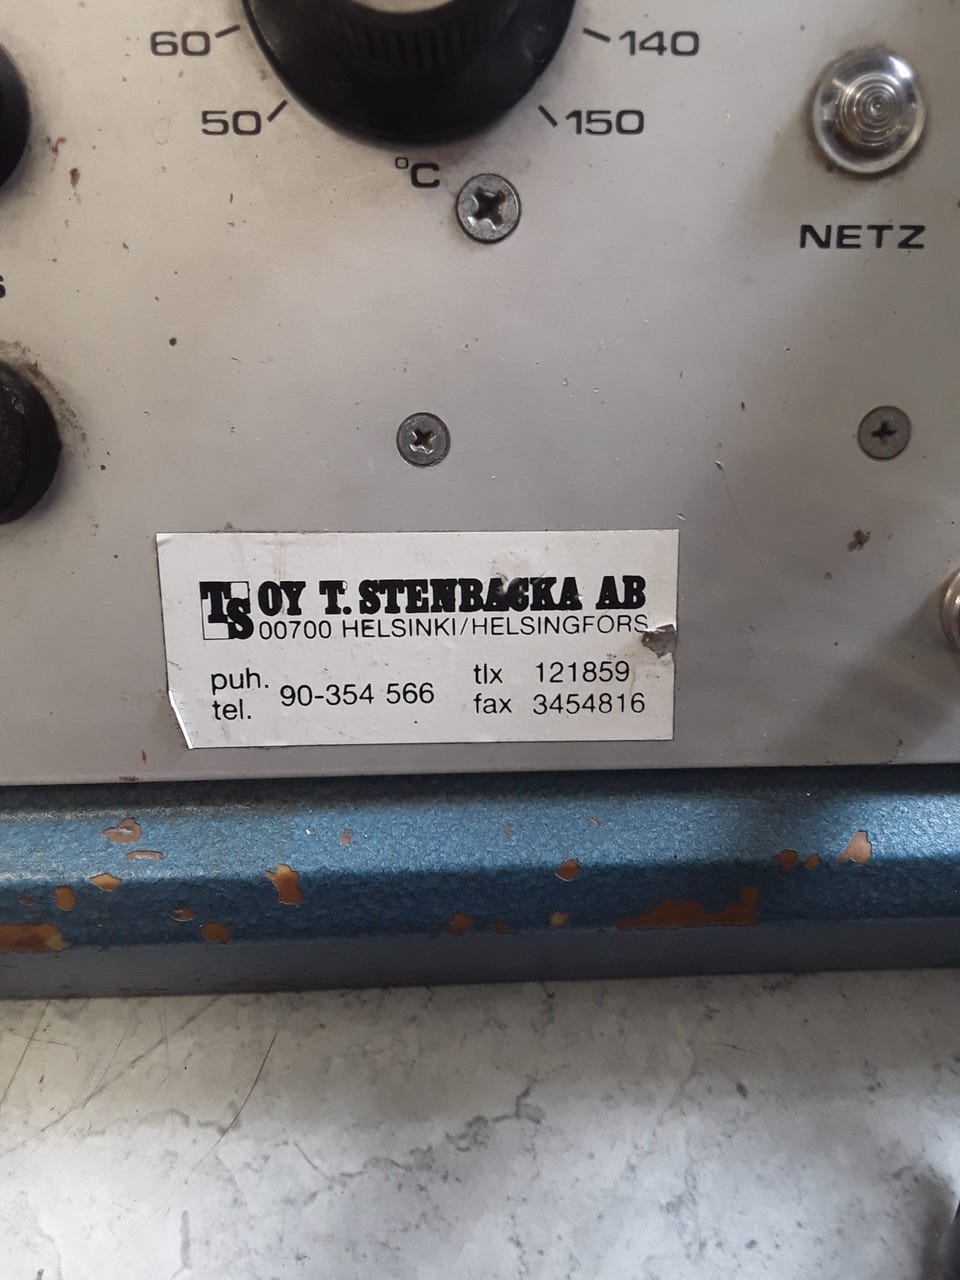 60
140
50
150
°C
NETZ
TS OY T. STENBACKA AB
00700 HELSINKI/HELSINGFORS
puh. tel. 90-354 566
tlx 121859
fax 3454816